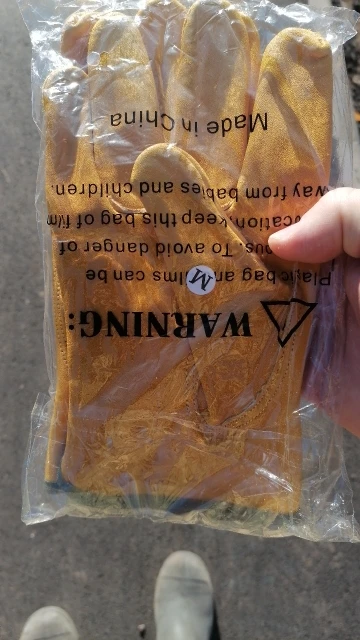 WARNING:
Plastic bag and films can be
ous. To avoid danger of
ocation, keep this bag of film
way from babies and children.
Made in China
M